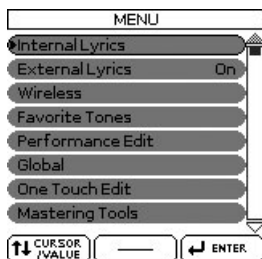 MENU
Internal Lyrics
External Lyrics On
Wireless
Favorite Tones
Performance Edit
Global
One Touch Edit
Mastering Tools
CURSOR
/VALUE
ENTER